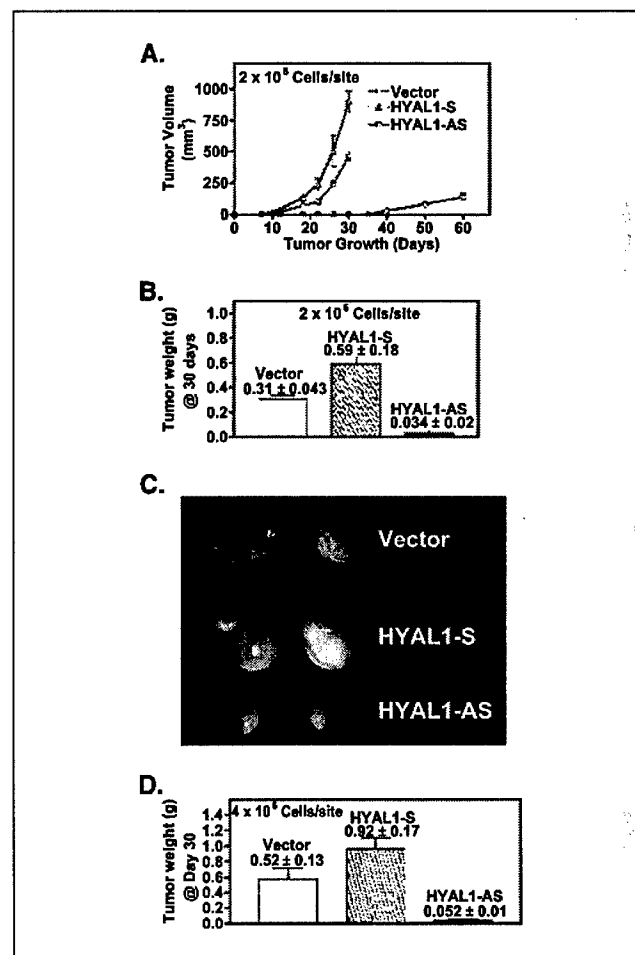 A.
2 x 10⁶ Cells/site
Vector
HYAL1-S
HYAL1-AS
Tumor Volume
(mm³)
1000
750
500
250
0
0 10 20 30 40 50 60
Tumor Growth (Days)
B.
2 x 10⁶ Cells/site
Tumor weight (g)
@ 30 days
1.0
0.8
0.6
0.4
0.2
0.0
Vector
0.31 ± 0.043
HYAL1-S
0.59 ± 0.18
HYAL1-AS
0.034 ± 0.02
C.
Vector
HYAL1-S
HYAL1-AS
D.
4 x 10⁶ Cells/site
Tumor weight (g)
@ Day 30
1.4
1.2
1.0
0.8
0.6
0.4
0.2
0.0
Vector
0.52 ± 0.13
HYAL1-S
0.92 ± 0.17
HYAL1-AS
0.052 ± 0.01